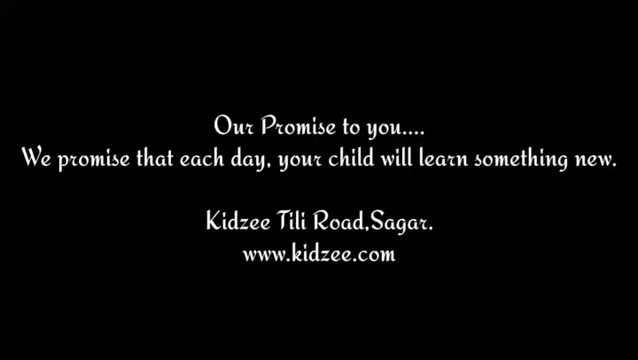 Our Promise to you....
We promise that each day, your child will learn something new.
Kidzee Tili Road,Sagar.
www.kidzee.com